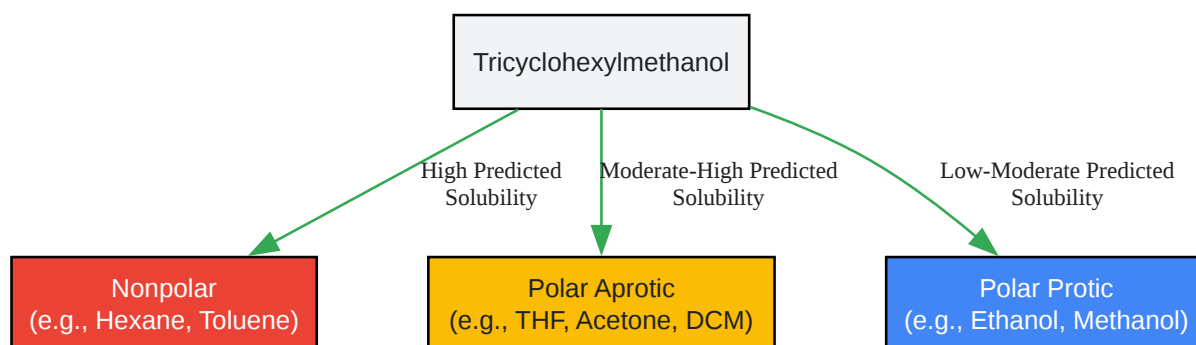 Tricyclohexylmethanol
High Predicted
Solubility
Moderate-High Predicted
Solubility
Low-Moderate Predicted
Solubility
Nonpolar
(e.g., Hexane, Toluene)
Polar Aprotic
(e.g., THF, Acetone, DCM)
Polar Protic
(e.g., Ethanol, Methanol)